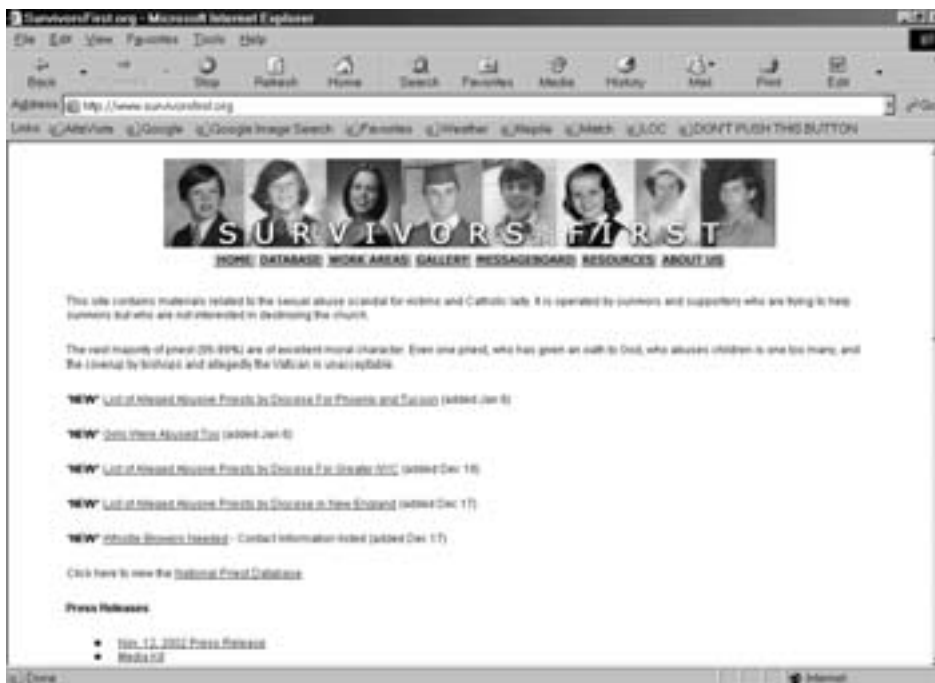 SurvivorsFirst.org - Microsoft Internet Explorer
File Edit View Favorites Tools Help
Back Stop Refresh Home Search Favorites Media History Mail Print Edit
Address http://www.survivorsfirst.org Go
Links AltaVista Google Google Image Search Favorites Weather Match LOC DON'T PUSH THIS BUTTON
SURVIVORS FIRST
HOME DATABASE WORK AREAS GALLERY MESSAGEBOARD RESOURCES ABOUT US
This site contains materials related to the sexual abuse scandal for victims and Catholic laity. It is operated by survivors and supporters who are trying to help
survivors but who are not interested in destroying the church.
The vast majority of priest (95-99%) are of excellent moral character. Even one priest, who has given an oath to God, who abuses children is one too many, and
the coverup by bishops and allegedly the Vatican is unacceptable.
*NEW* List of Alleged Abusive Priests by Diocese For Phoenix and Tucson (added Jan 6)
*NEW* Girls Were Abused Too (added Jan 6)
*NEW* List of Alleged Abusive Priests by Diocese For Greater NYC (added Dec 18)
*NEW* List of Alleged Abusive Priests by Diocese in New England (added Dec 17)
*NEW* Whistle Blowers Needed - Contact Information listed (added Dec 17)
Click here to view the National Priest Database
Press Releases
Nov. 12, 2002 Press Release
Media Kit
Done Internet